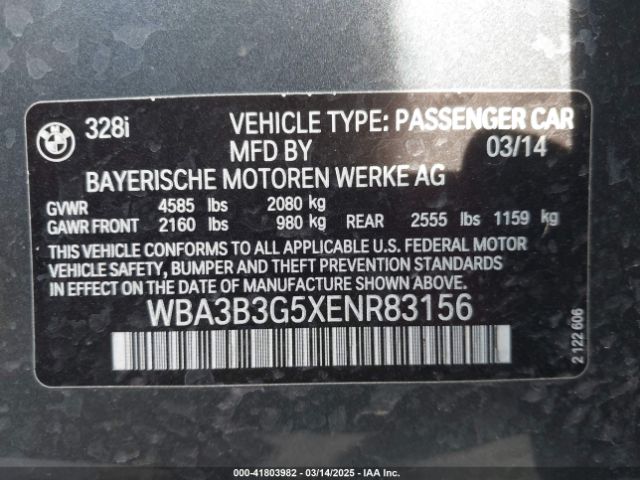 328i VEHICLE TYPE: PASSENGER CAR
MFD BY 03/14
BAYERISCHE MOTOREN WERKE AG
GVWR 4585 lbs 2080 kg
GAWR FRONT 2160 lbs 980 kg REAR 2555 lbs 1159 kg
THIS VEHICLE CONFORMS TO ALL APPLICABLE U.S. FEDERAL MOTOR
VEHICLE SAFETY, BUMPER AND THEFT PREVENTION STANDARDS
IN EFFECT ON THE DATE OF MANUFACTURE SHOWN ABOVE
WBA3B3G5XENR83156
2 122 606
000-41803982 - 03/14/2025 - IAA Inc.